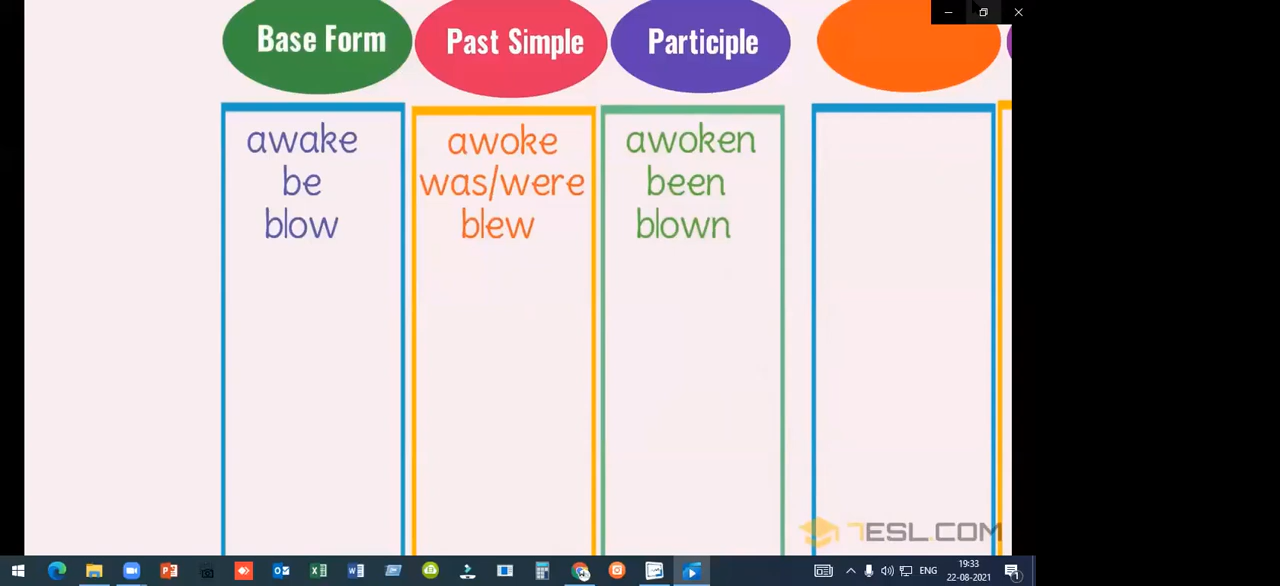 Base Form Past Simple Participle
awake awoke awoken
be was/were been
blow blew blown
7ESL.COM
ENG
19:33
22-08-2021
1